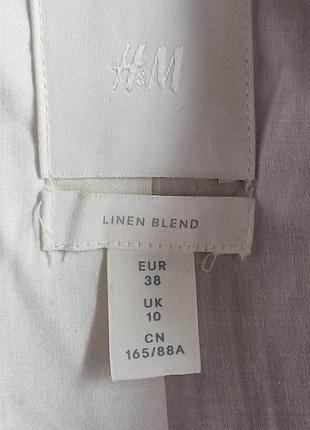 H&M
LINEN BLEND
EUR
38
UK
10
CN
165/88A